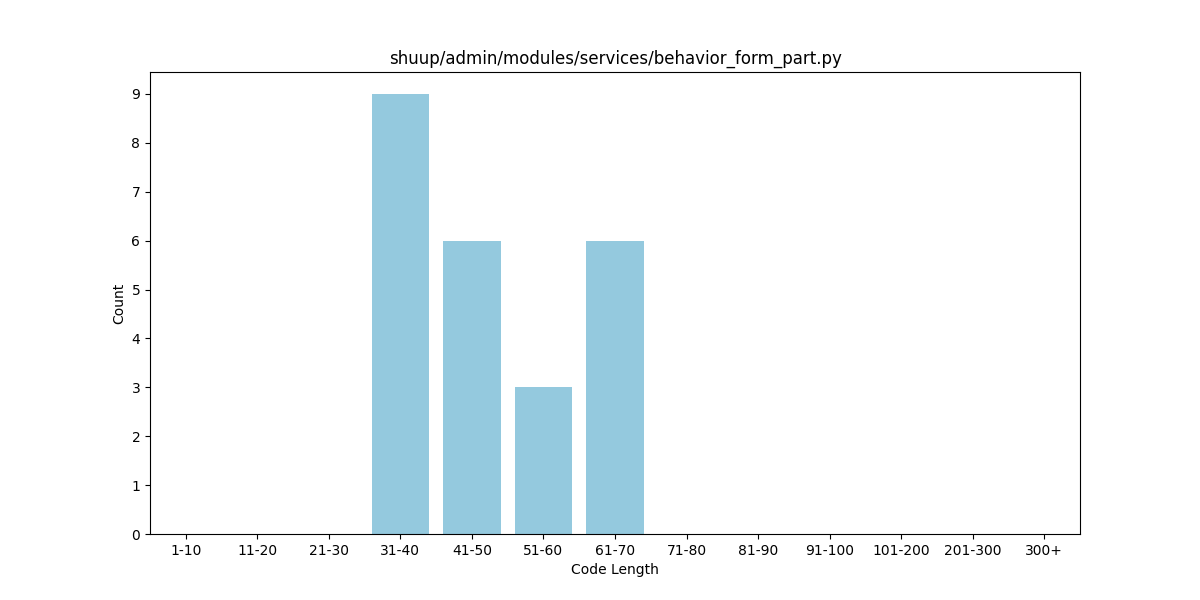 shuup/admin/modules/services/behavior_form_part.py
9
8
7
6
5
4
3
2
1
0
Count
1-10 11-20 21-30 31-40 41-50 51-60 61-70 71-80 81-90 91-100 101-200 201-300 300+
Code Length